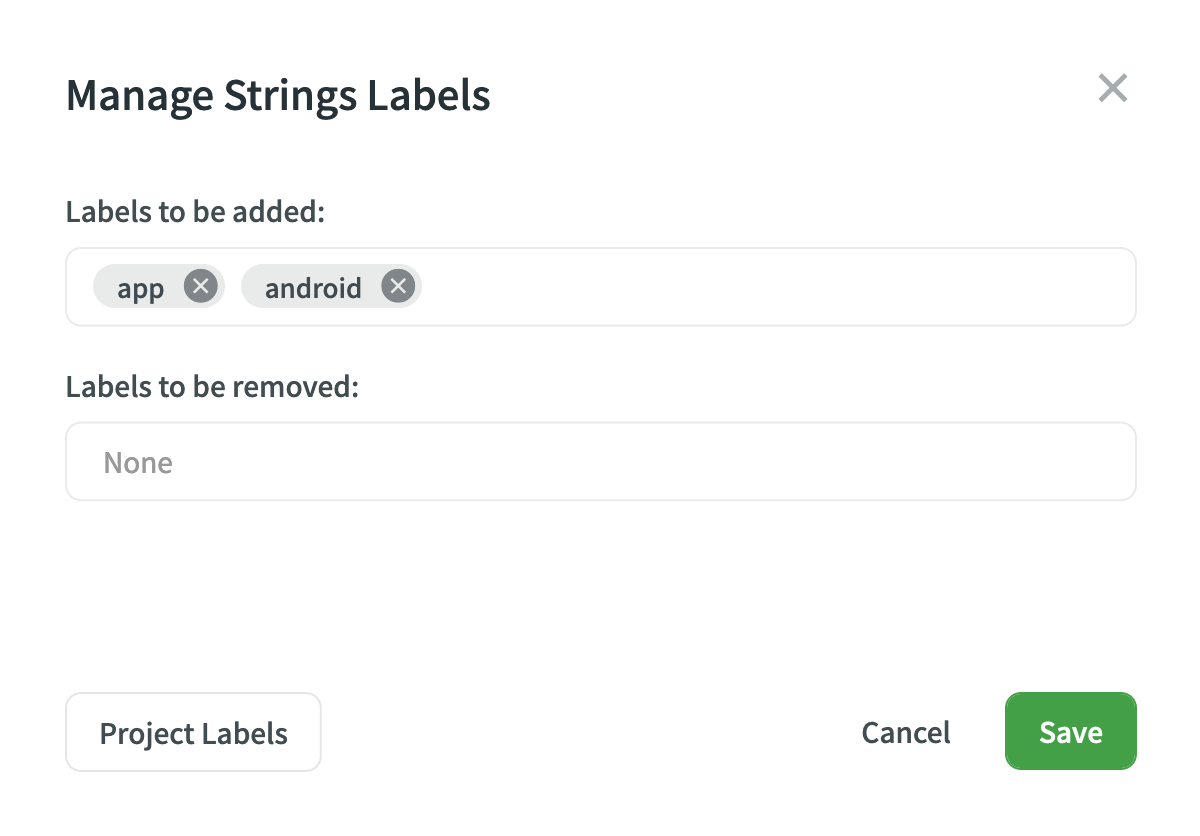 Manage Strings Labels
Labels to be added:
app android
Labels to be removed:
None
Project Labels Cancel Save